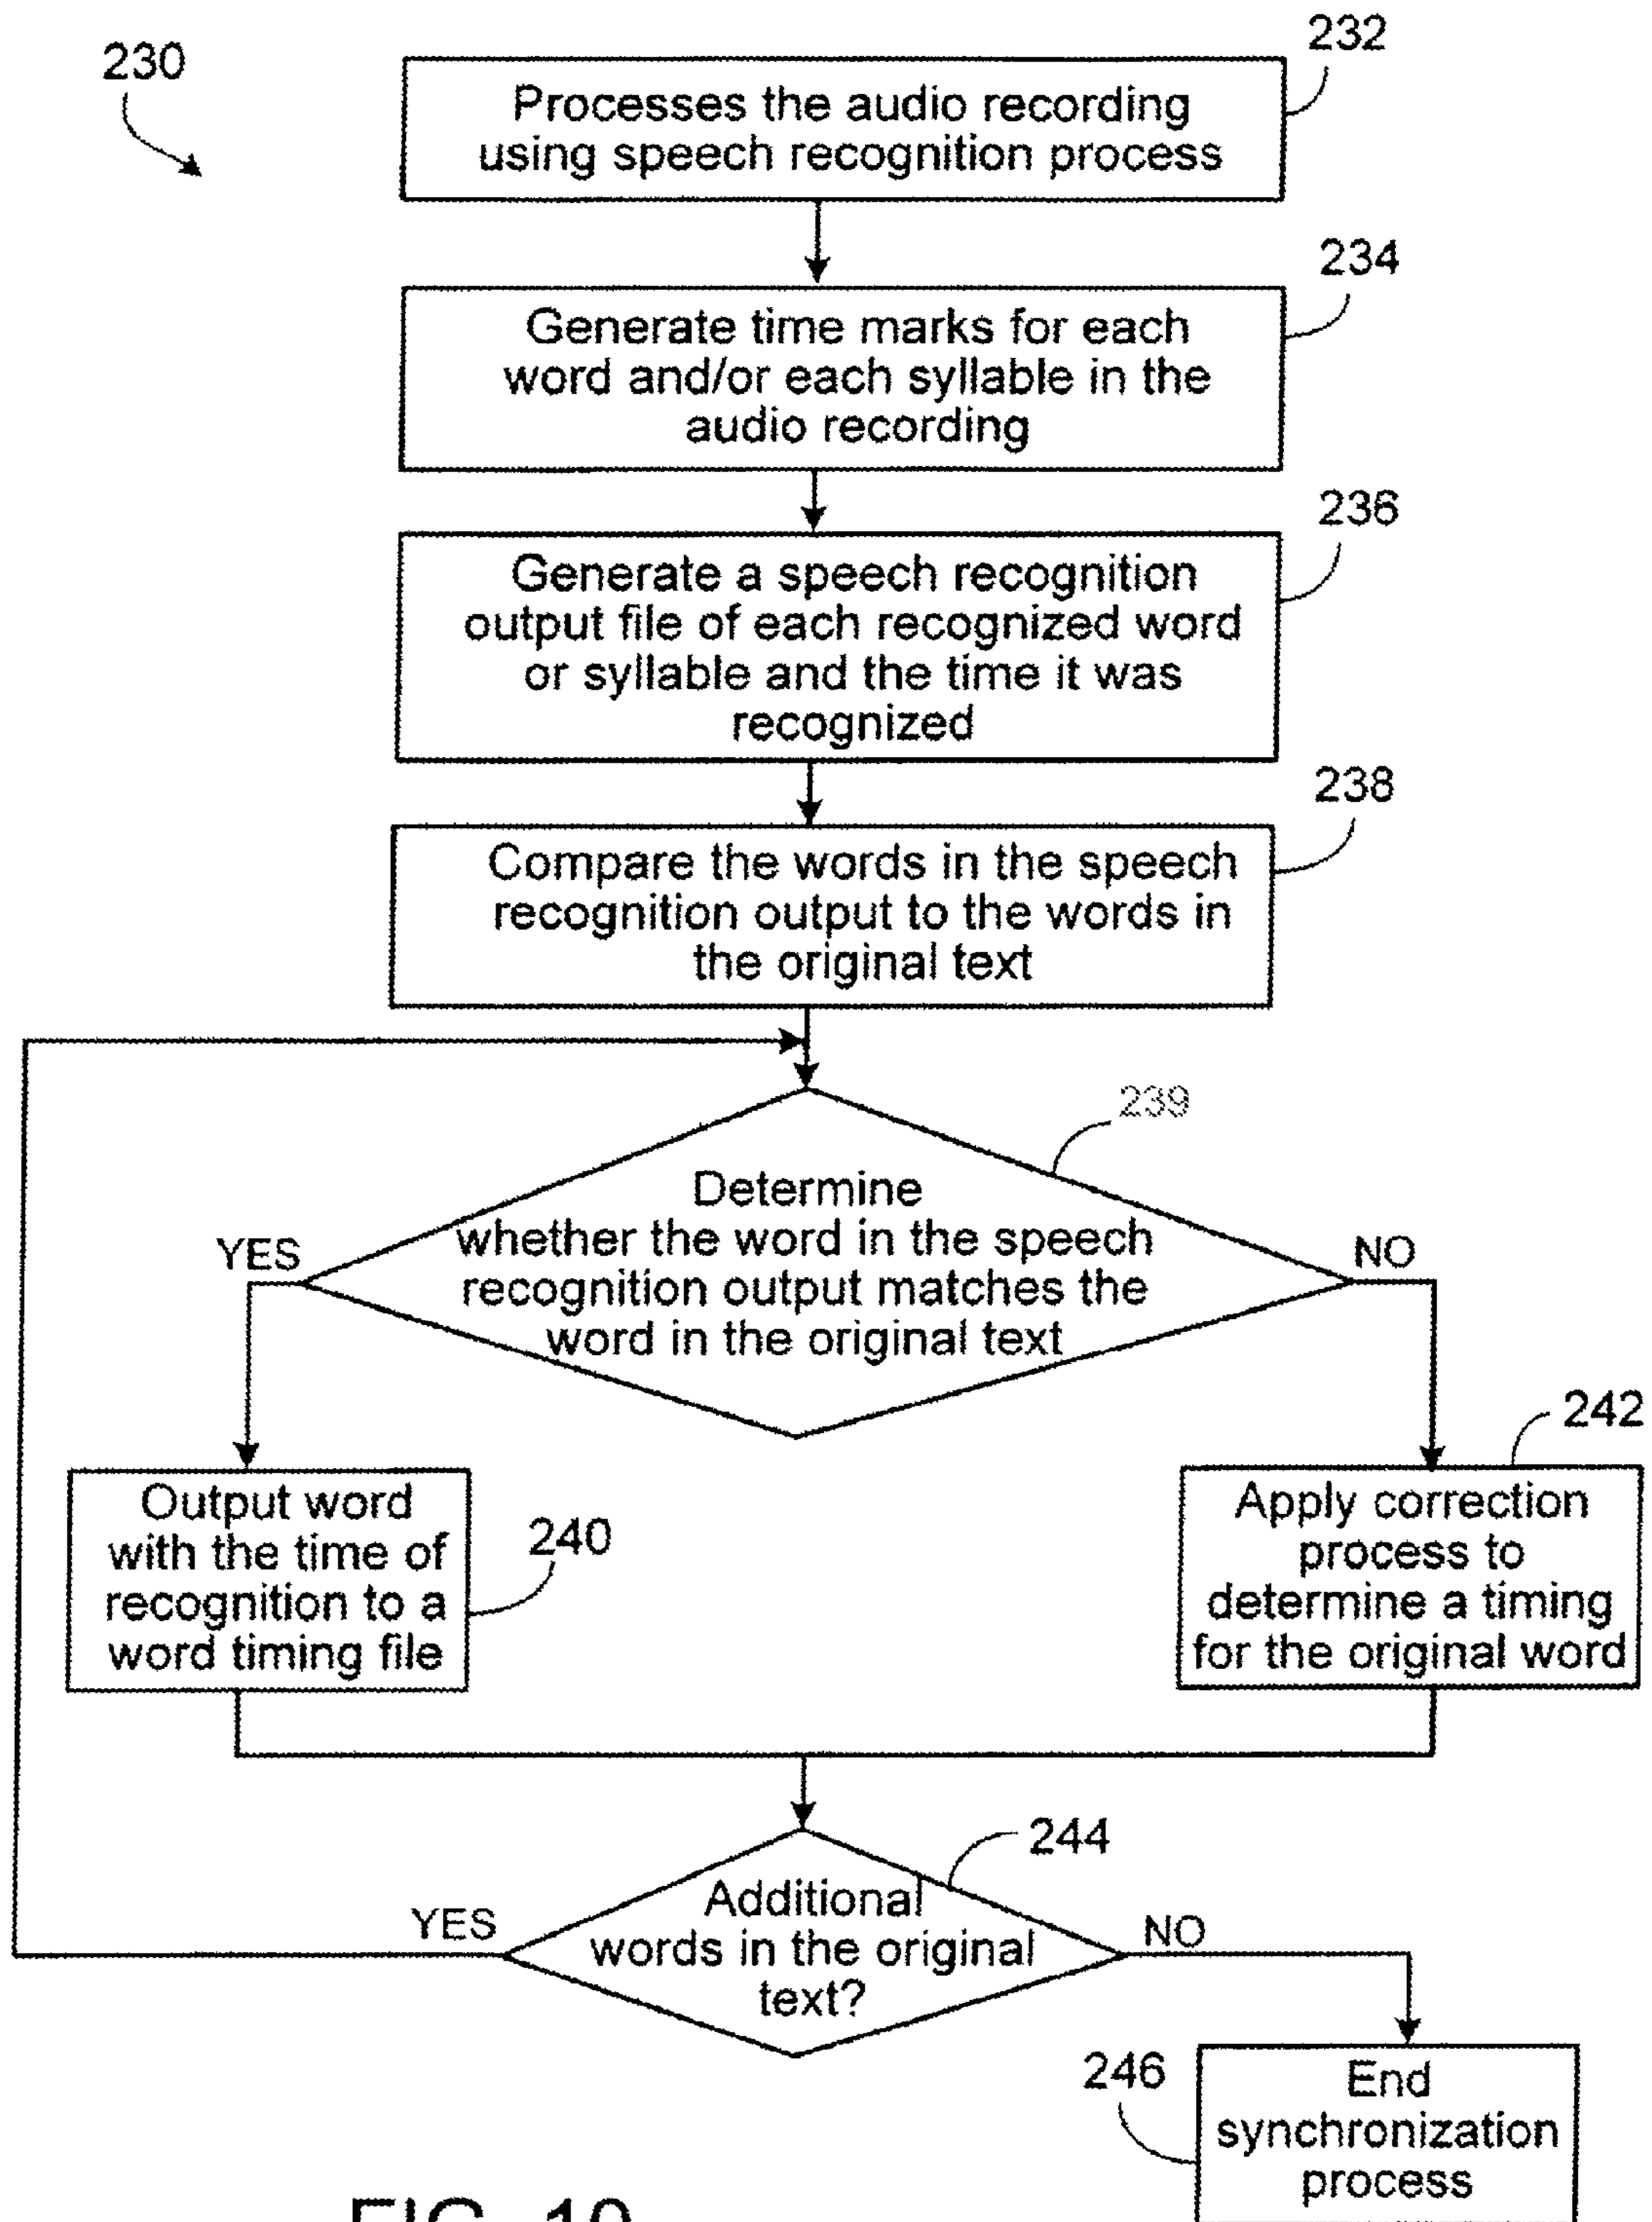 230
232
Processes the audio recording
using speech recognition process
234
Generate time marks for each
word and/or each syllable in the
audio recording
236
Generate a speech recognition
output file of each recognized word
or syllable and the time it was
recognized
238
Compare the words in the speech
recognition output to the words in
the original text
239
Determine
whether the word in the speech
recognition output matches the
word in the original text
YES
NO
240
Output word
with the time of
recognition to a
word timing file
242
Apply correction
process to
determine a timing
for the original word
244
Additional
words in the original
text?
YES
NO
246
End
synchronization
process
FIG. 10